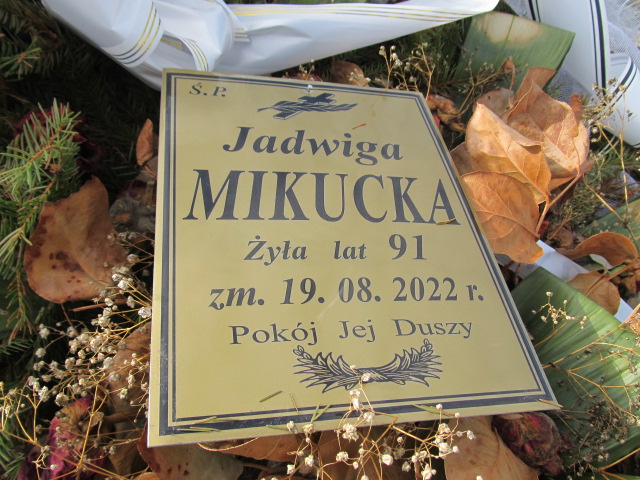 Ś.P.
Jadwiga
MIKUCKA
Żyła lat 91
zm. 19. 08. 2022 r.
Pokój Jej Duszy